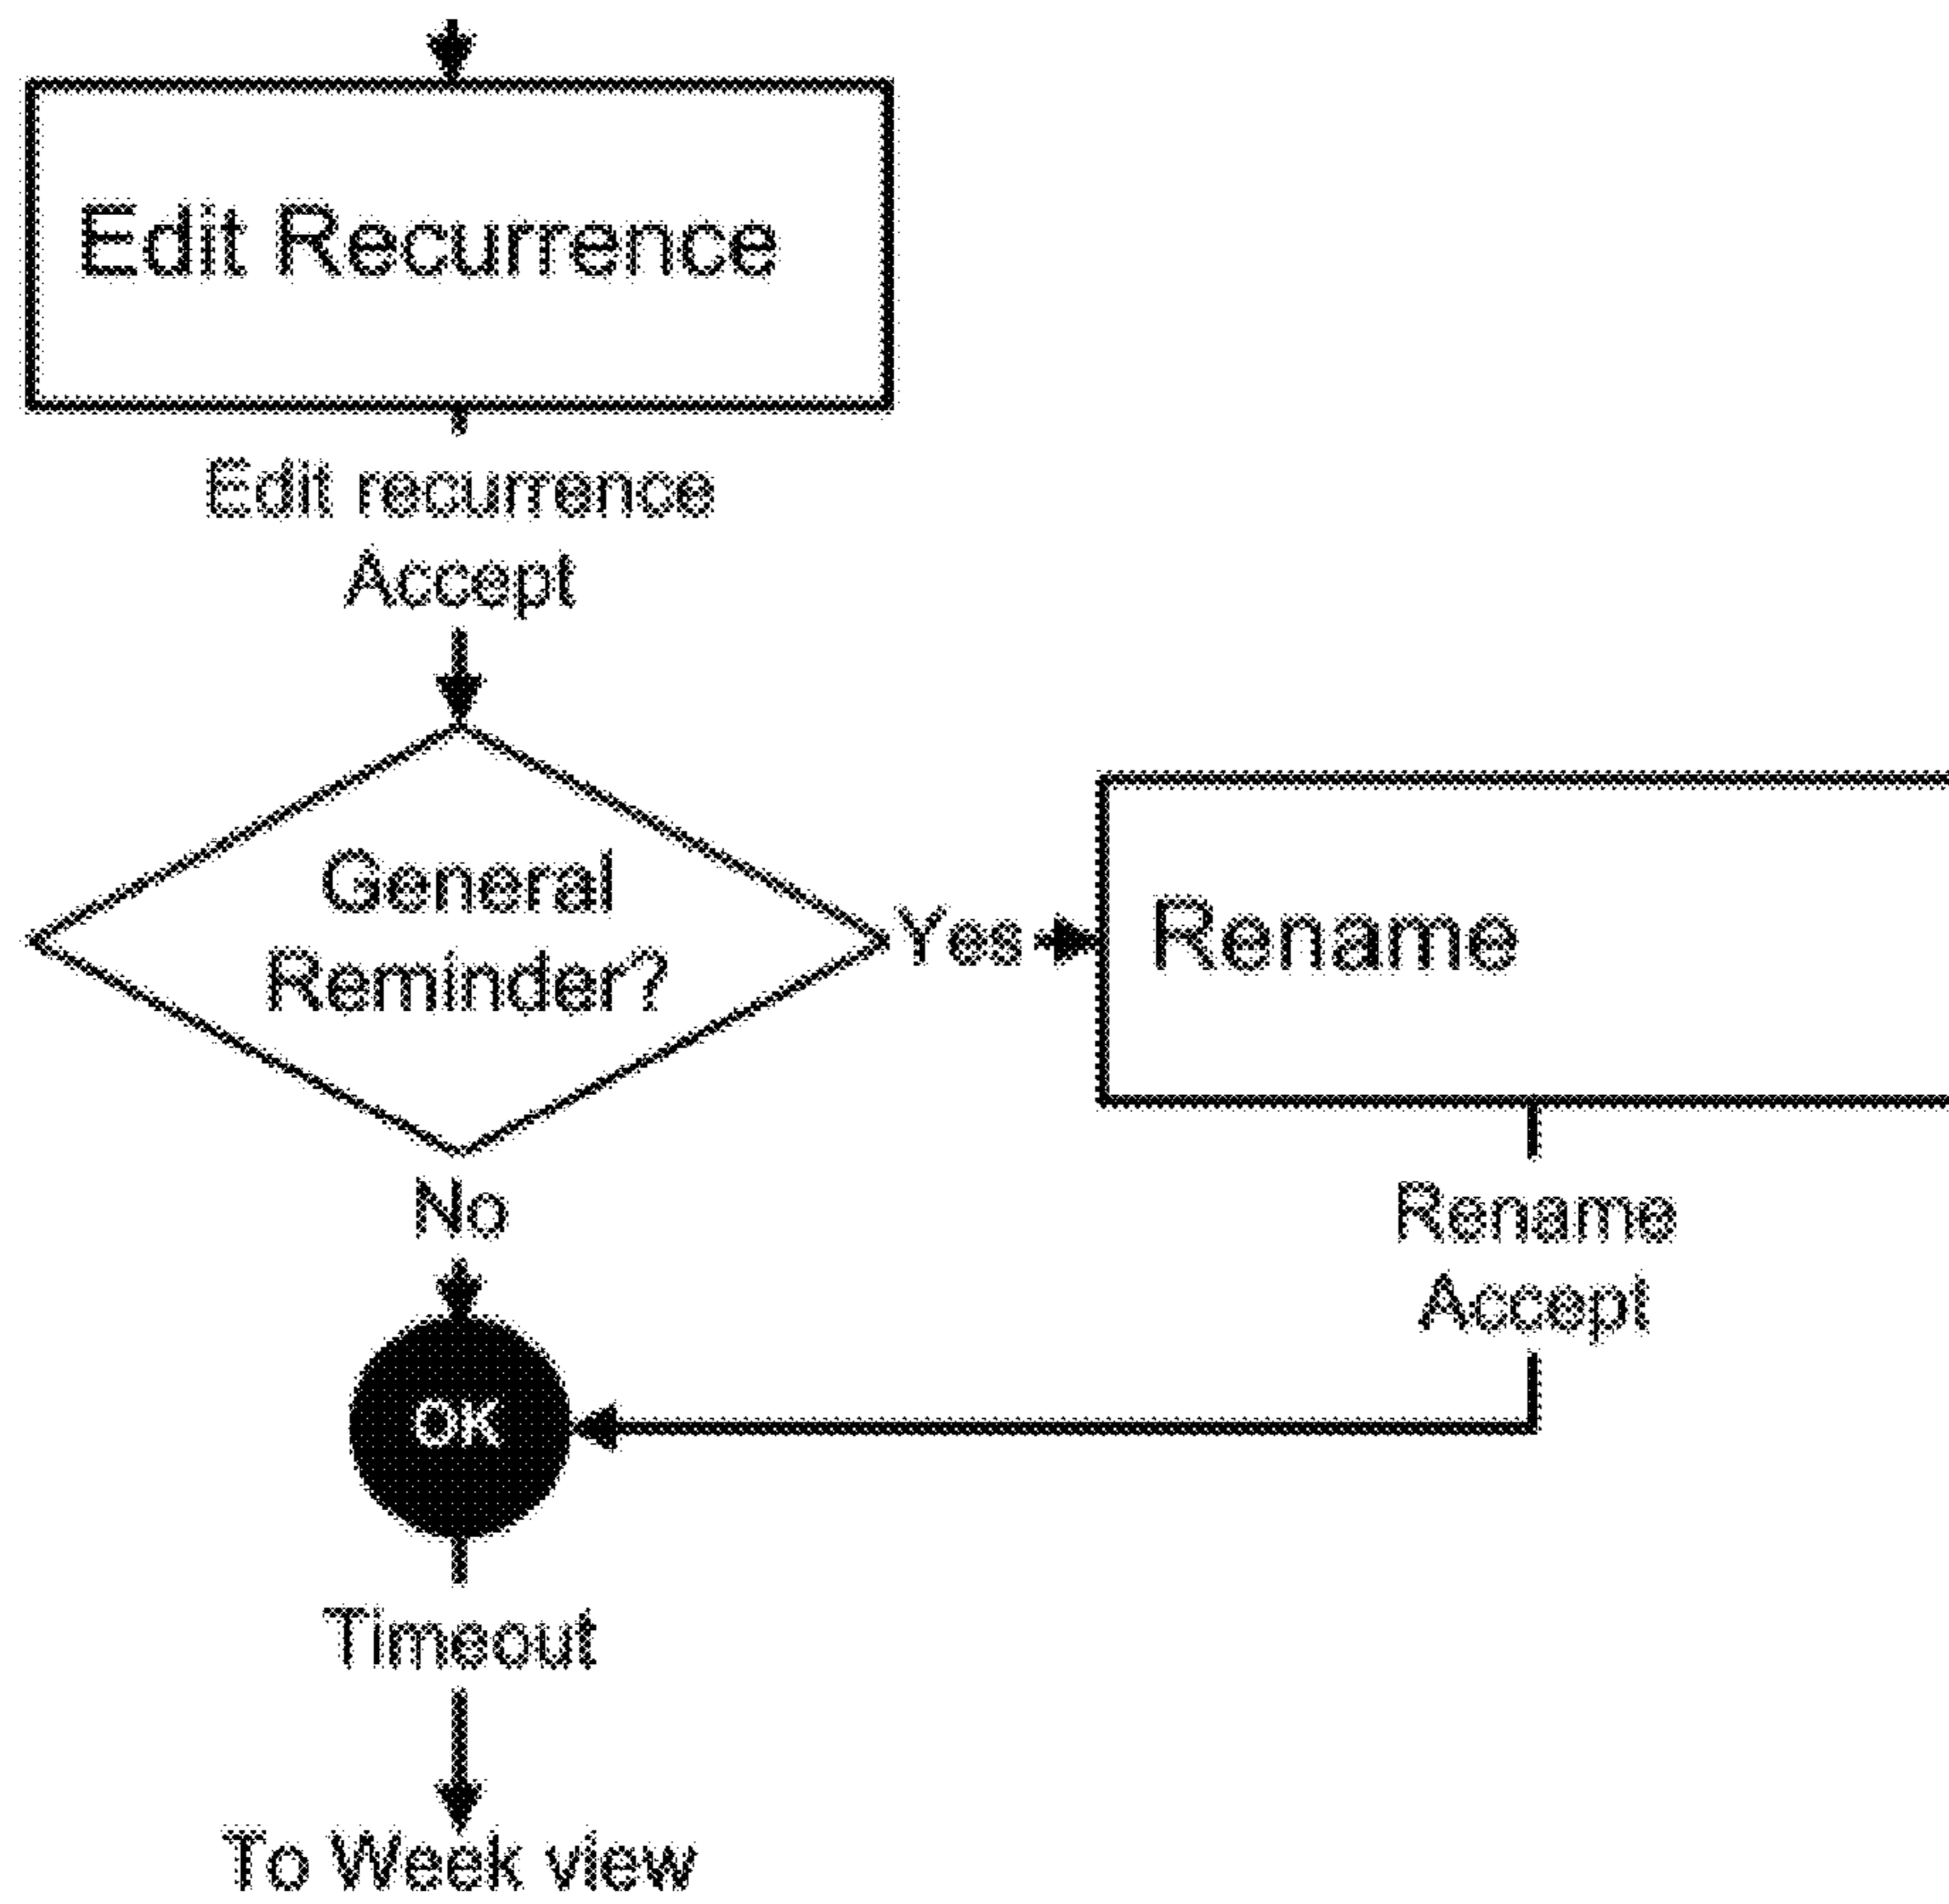 Edit Recurrence
Edit recurrence
Accept
General
Reminder?
Yes
Rename
No
Rename
Accept
OK
Timeout
To Week view